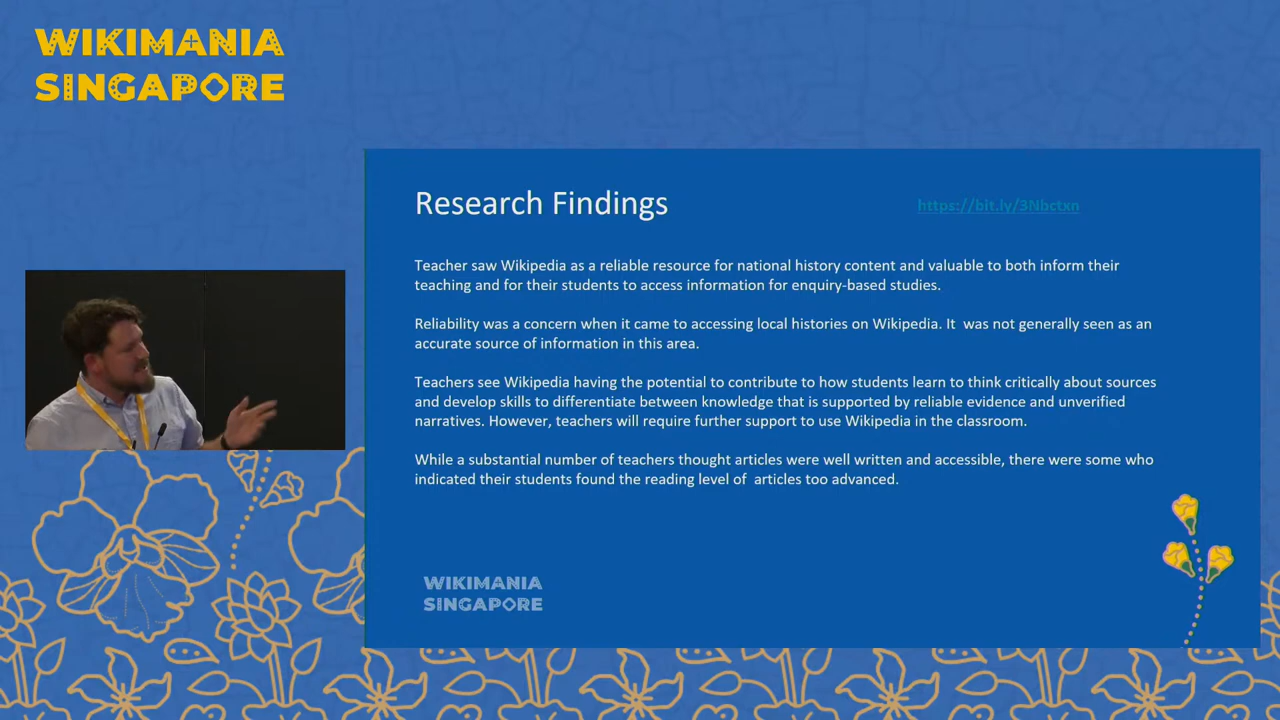 WIKIMANIA
SINGAPORE
Research Findings
https://bit.ly/3Nbctxn
Teacher saw Wikipedia as a reliable resource for national history content and valuable to both inform their
teaching and for their students to access information for enquiry-based studies.
Reliability was a concern when it came to accessing local histories on Wikipedia. It  was not generally seen as an
accurate source of information in this area.
Teachers see Wikipedia having the potential to contribute to how students learn to think critically about sources
and develop skills to differentiate between knowledge that is supported by reliable evidence and unverified
narratives. However, teachers will require further support to use Wikipedia in the classroom.
While a substantial number of teachers thought articles were well written and accessible, there were some who
indicated their students found the reading level of  articles too advanced.
WIKIMANIA
SINGAPORE